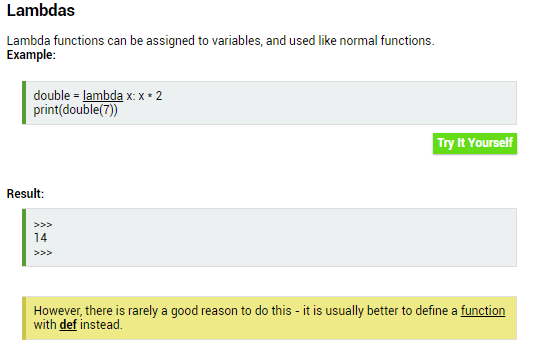 Lambdas
Lambda functions can be assigned to variables, and used like normal functions.
Example:
double = lambda x: x * 2
print(double(7))
Try It Yourself
Result:
>>>
14
>>>
However, there is rarely a good reason to do this - it is usually better to define a function
with def instead.